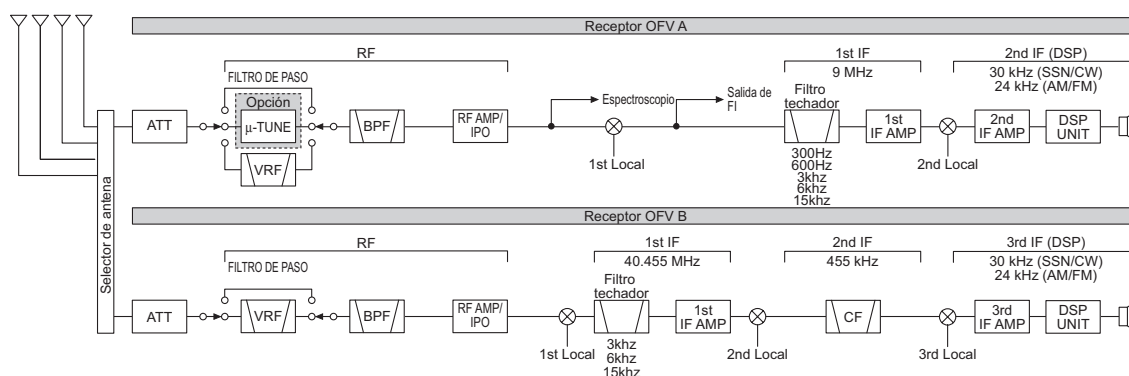 Receptor OFV A
RF
1st IF
9 MHz
2nd IF (DSP)
30 kHz (SSN/CW)
24 kHz (AM/FM)
FILTRO DE PASO
Opción
μ-TUNE
VRF
ATT
BPF
RF AMP/
IPO
Espectroscopio
1st Local
Salida de
FI
Filtro
techador
300Hz
600Hz
3khz
6khz
15khz
1st
IF AMP
2nd Local
2nd
IF AMP
DSP
UNIT
Selector de antena
Receptor OFV B
RF
1st IF
40.455 MHz
2nd IF
455 kHz
3rd IF (DSP)
30 kHz (SSN/CW)
24 kHz (AM/FM)
FILTRO DE PASO
ATT
VRF
BPF
RF AMP/
IPO
1st Local
Filtro
techador
3khz
6khz
15khz
1st
IF AMP
2nd Local
CF
3rd Local
3rd
IF AMP
DSP
UNIT